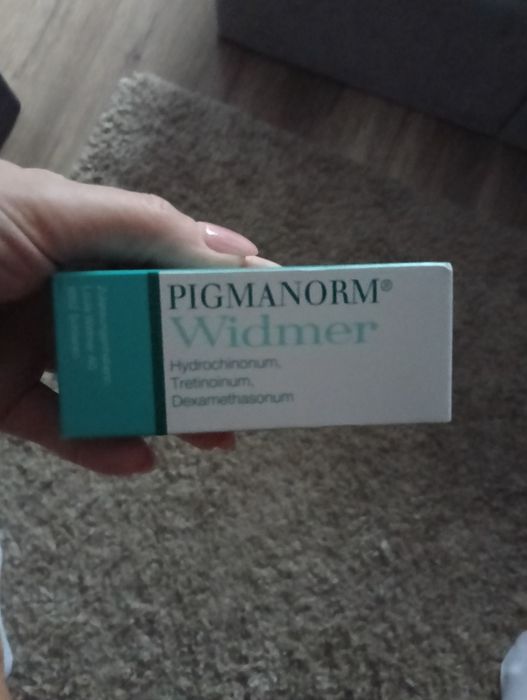 PIGMANORM®
Widmer
Hydrochinonum,
Tretinoinum,
Dexamethasonum